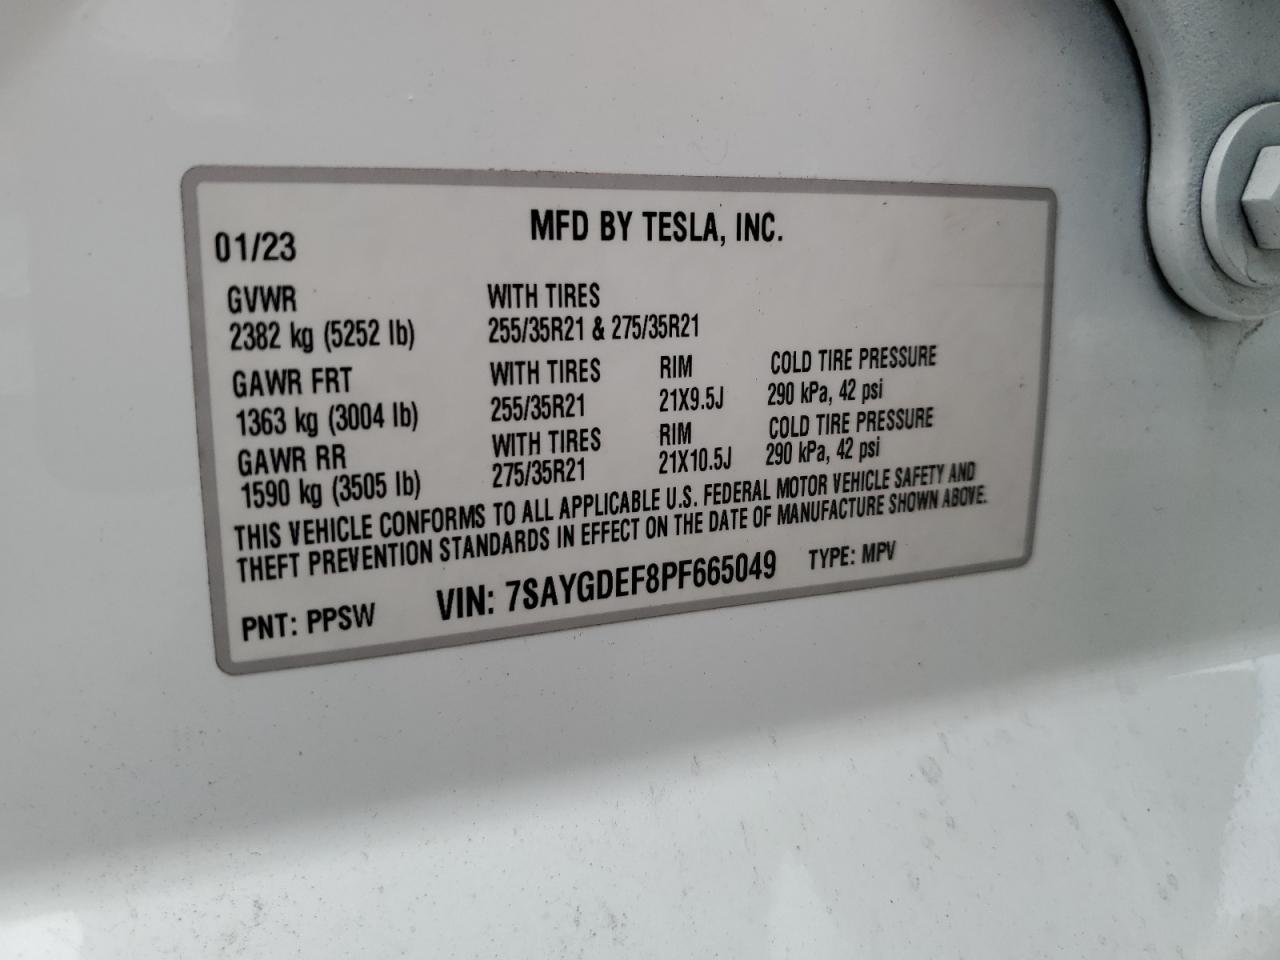 MFD BY TESLA, INC.
01/23
GVWR WITH TIRES
2382 kg (5252 lb) 255/35R21 & 275/35R21
GAWR FRT WITH TIRES RIM COLD TIRE PRESSURE
1363 kg (3004 lb) 255/35R21 21X9.5J 290 kPa, 42 psi
GAWR RR WITH TIRES RIM COLD TIRE PRESSURE
1590 kg (3505 lb) 275/35R21 21X10.5J 290 kPa, 42 psi
THIS VEHICLE CONFORMS TO ALL APPLICABLE U.S. FEDERAL MOTOR VEHICLE SAFETY AND
THEFT PREVENTION STANDARDS IN EFFECT ON THE DATE OF MANUFACTURE SHOWN ABOVE.
PNT: PPSW VIN: 7SAYGDEF8PF665049 TYPE: MPV